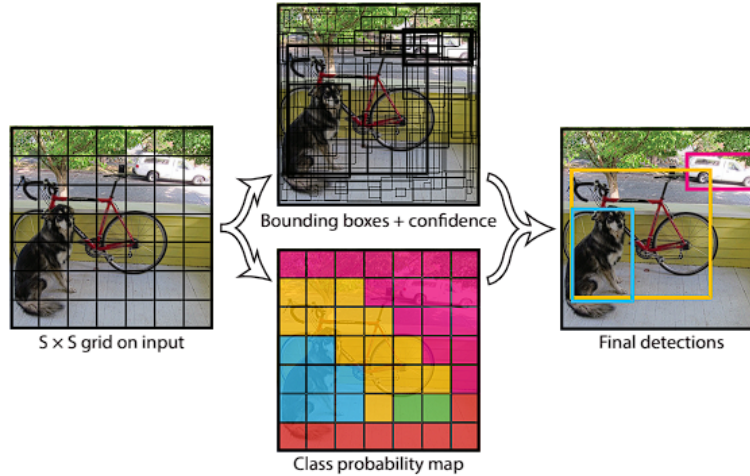 S × S grid on input
Bounding boxes + confidence
Class probability map
Final detections